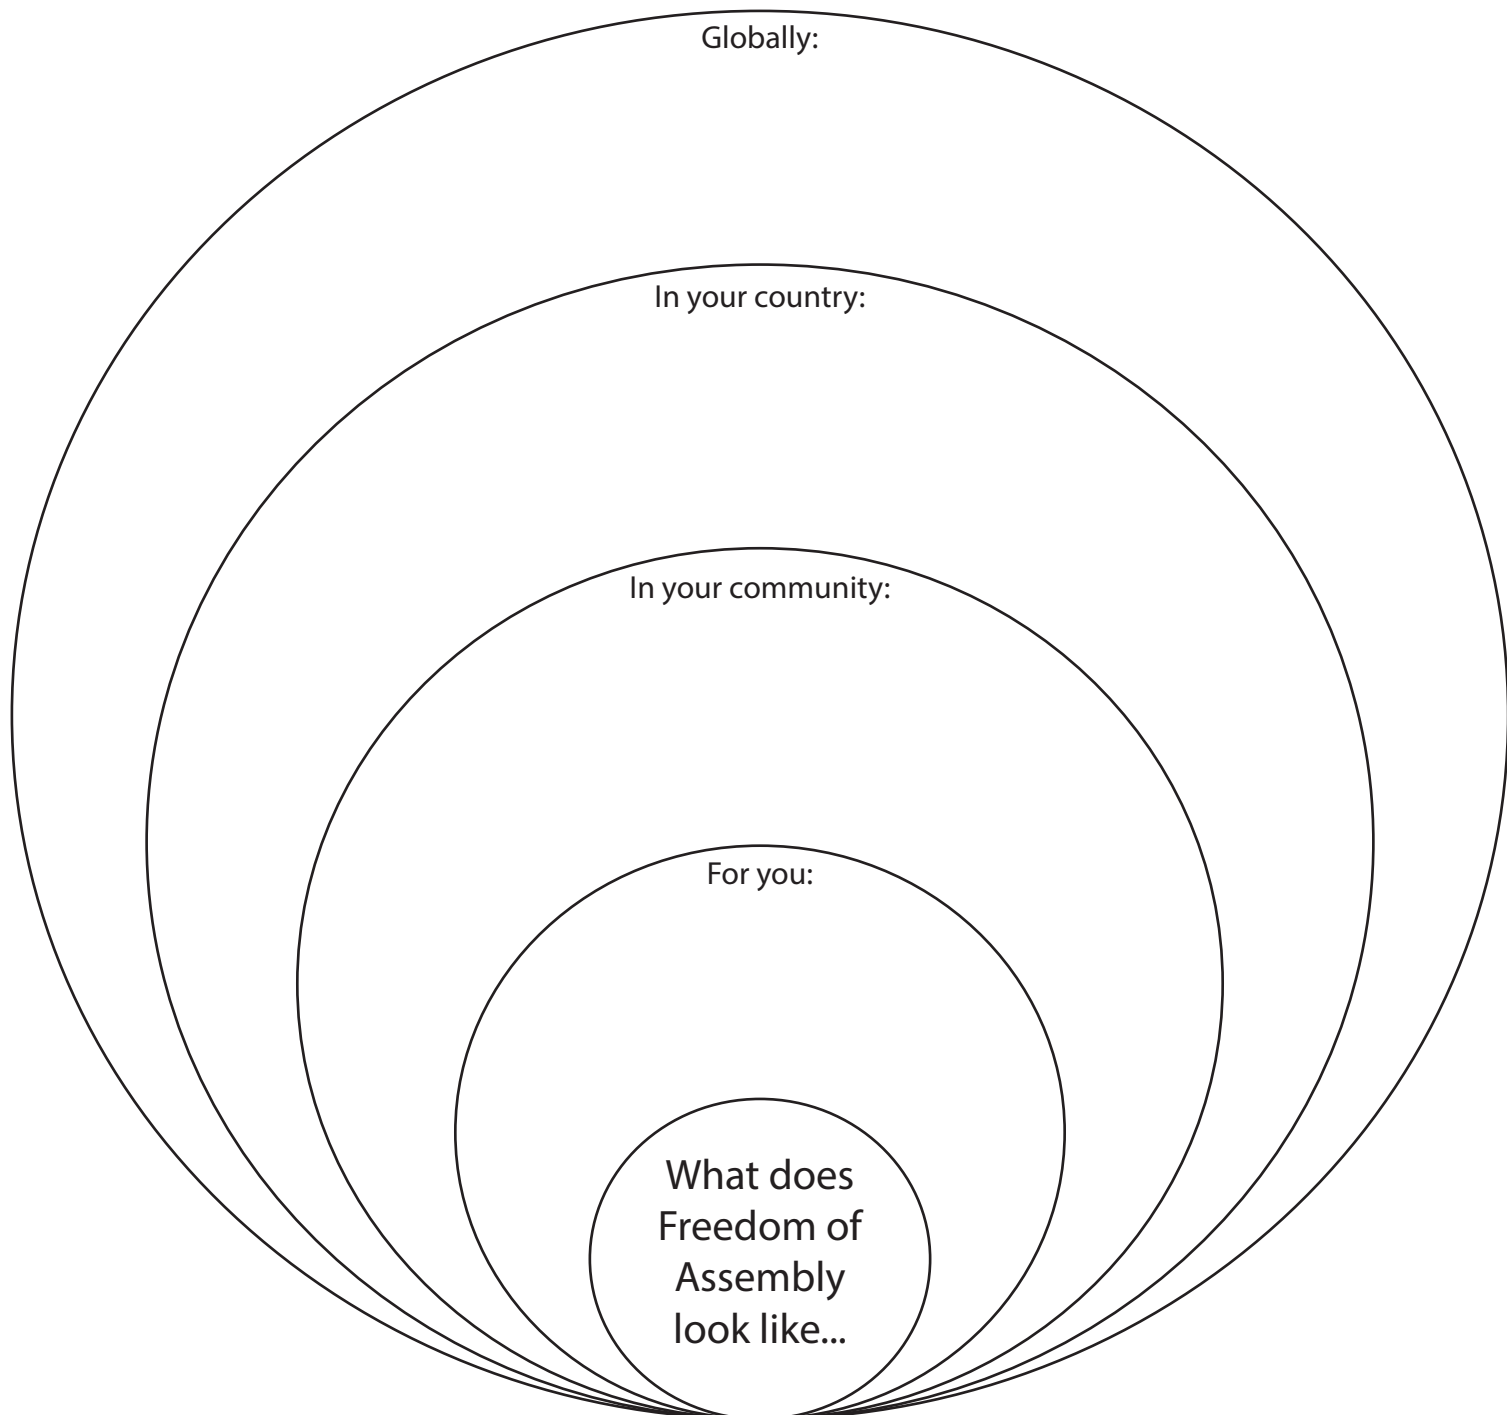 Globally:
In your country:
In your community:
For you:
What does
Freedom of
Assembly
look like...